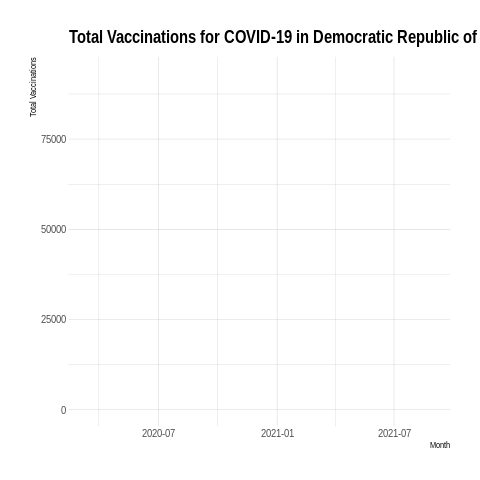 Total Vaccinations for COVID-19 in Democratic Republic of
Total Vaccinations
75000
50000
25000
0
2020-07 2021-01 2021-07
Month